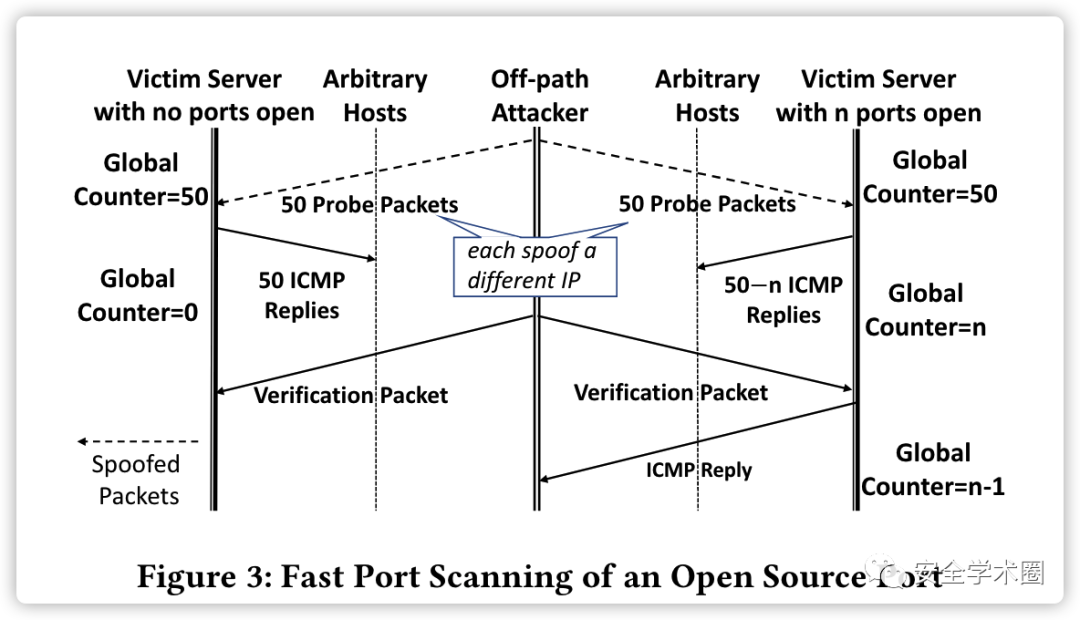 Victim Server
with no ports open
Arbitrary
Hosts
Off-path
Attacker
Arbitrary
Hosts
Victim Server
with n ports open
Global
Counter=50
50 Probe Packets
50 Probe Packets
Global
Counter=50
each spoof a
different IP
Global
Counter=0
50 ICMP
Replies
50−n ICMP
Replies
Global
Counter=n
Verification Packet
Verification Packet
Spoofed
Packets
ICMP Reply
Global
Counter=n-1
Figure 3: Fast Port Scanning of an Open Source Port
安全学术圈